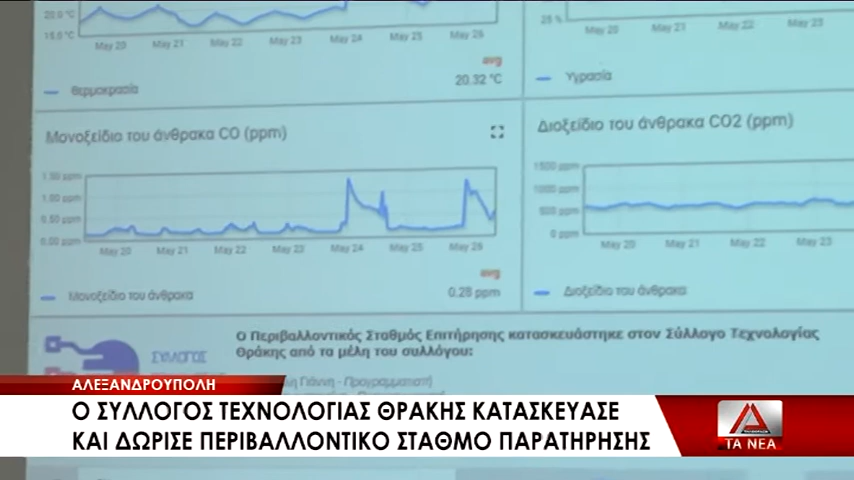 20.0 °C
15.0 °C
May 20 May 21 May 22 May 23 May 24 May 25 May 26
avg
Θερμοκρασία 20.32 °C
25 %
May 20 May 21 May 22 May 23
Υγρασία
Μονοξείδιο του άνθρακα CO (ppm)
1.50 ppm
1.00 ppm
0.50 ppm
0.00 ppm
May 20 May 21 May 22 May 23 May 24 May 25 May 26
avg
Μονοξείδιο του άνθρακα 0.28 ppm
Διοξείδιο του άνθρακα CO2 (ppm)
1500 ppm
1000 ppm
500 ppm
0 ppm
May 20 May 21 May 22 May 23
Διοξείδιο του άνθρακα
Ο Περιβαλλοντικός Σταθμός Επιτήρησης κατασκευάστηκε στον Σύλλογο Τεχνολογίας
Θράκης από τα μέλη του συλλόγου:
ΣΥΛΛΟΓΟΣ
Γιάννη - Προγραμματιστή
ΑΛΕΞΑΝΔΡΟΥΠΟΛΗ
Ο ΣΥΛΛΟΓΟΣ ΤΕΧΝΟΛΟΓΙΑΣ ΘΡΑΚΗΣ ΚΑΤΑΣΚΕΥΑΣΕ
ΚΑΙ ΔΩΡΙΣΕ ΠΕΡΙΒΑΛΛΟΝΤΙΚΟ ΣΤΑΘΜΟ ΠΑΡΑΤΗΡΗΣΗΣ
ΤΑ ΝΕΑ